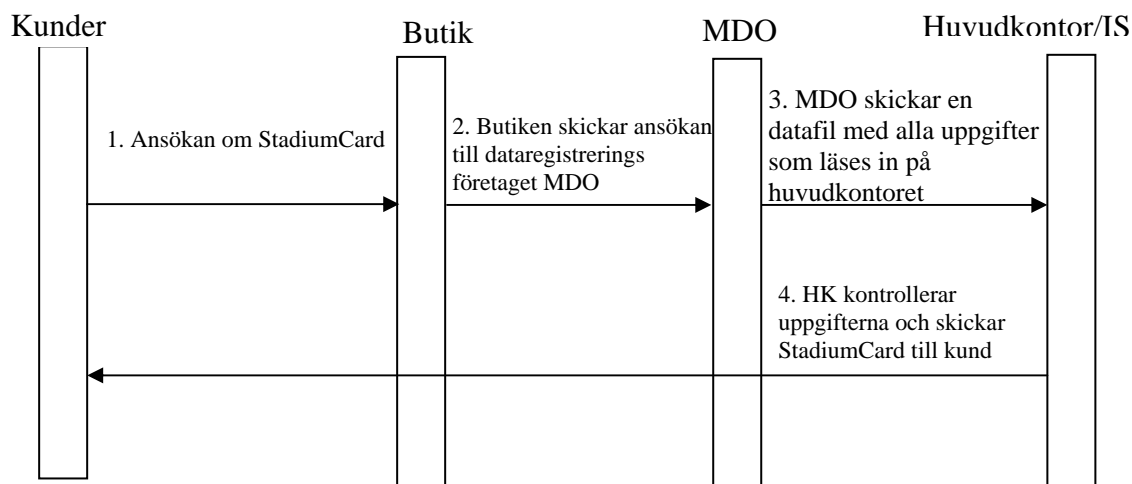 Kunder
Butik
MDO
Huvudkontor/IS
1. Ansökan om StadiumCard
2. Butiken skickar ansökan
till dataregistrerings
företaget MDO
3. MDO skickar en
datafil med alla uppgifter
som läses in på
huvudkontoret
4. HK kontrollerar
uppgifterna och skickar
StadiumCard till kund